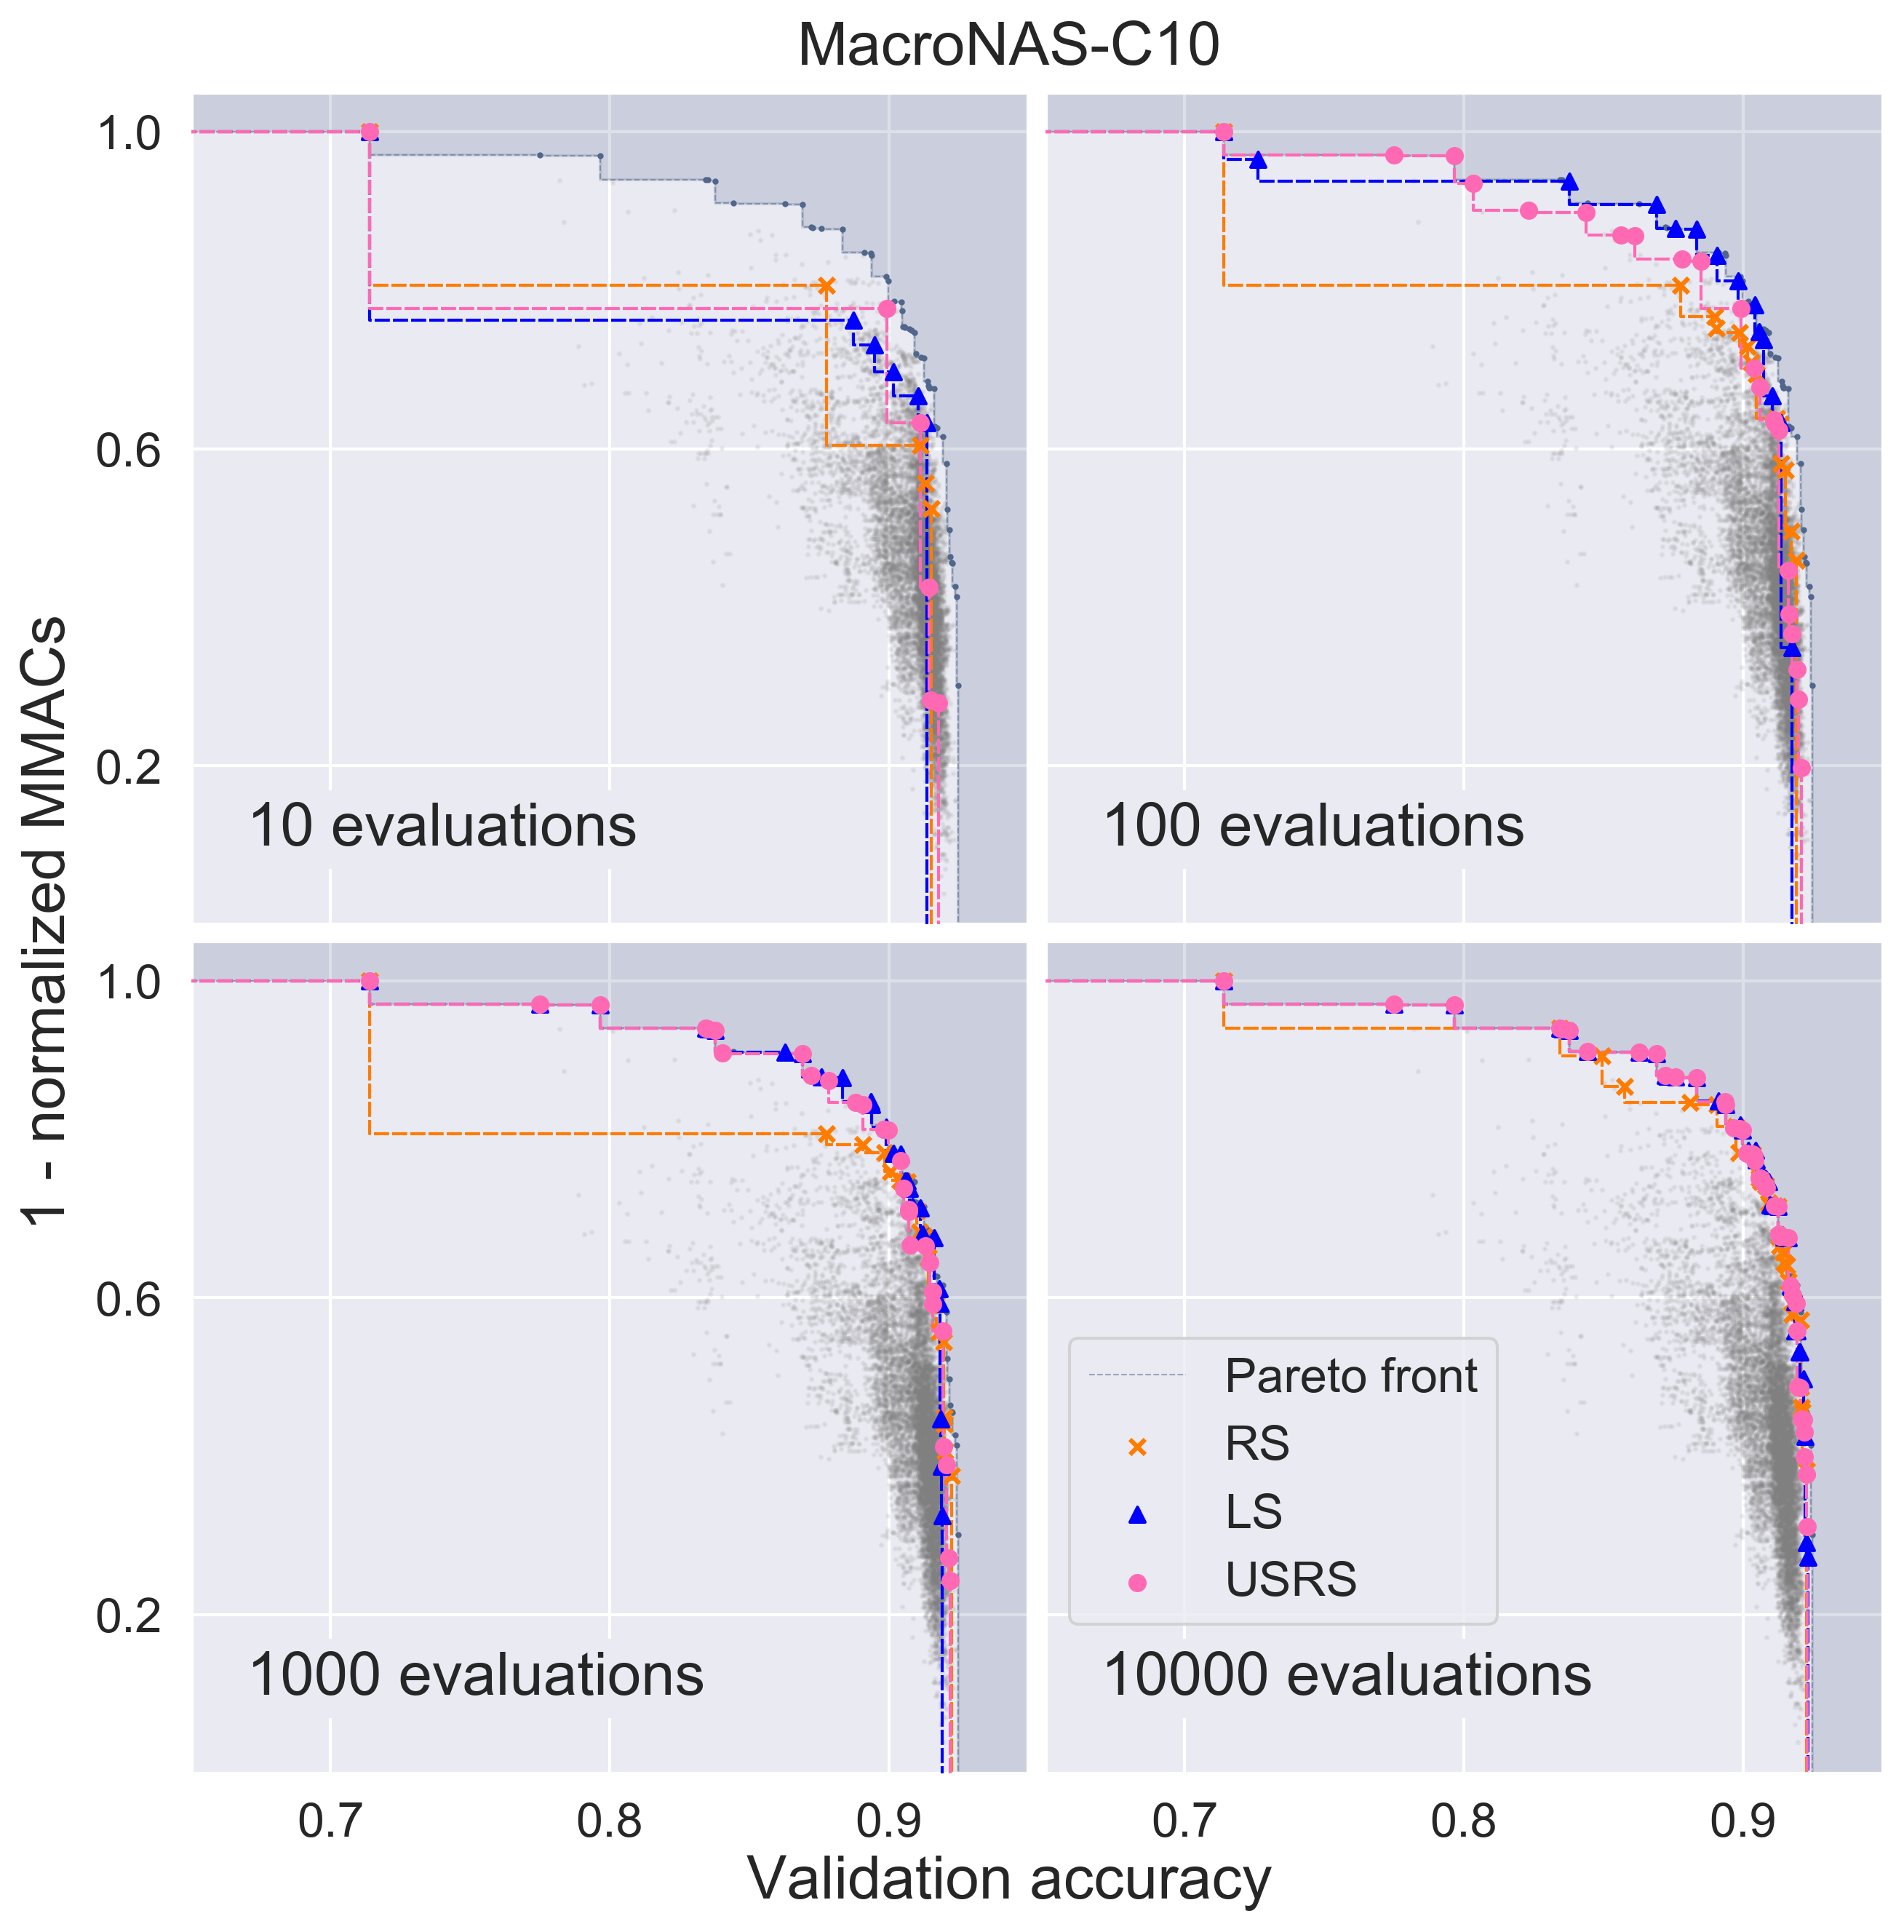 MacroNAS-C10
1 - normalized MMACs
1.0
0.6
0.2
10 evaluations
100 evaluations
1.0
0.6
0.2
1000 evaluations
Pareto front
RS
LS
USRS
10000 evaluations
0.7 0.8 0.9 0.7 0.8 0.9
Validation accuracy